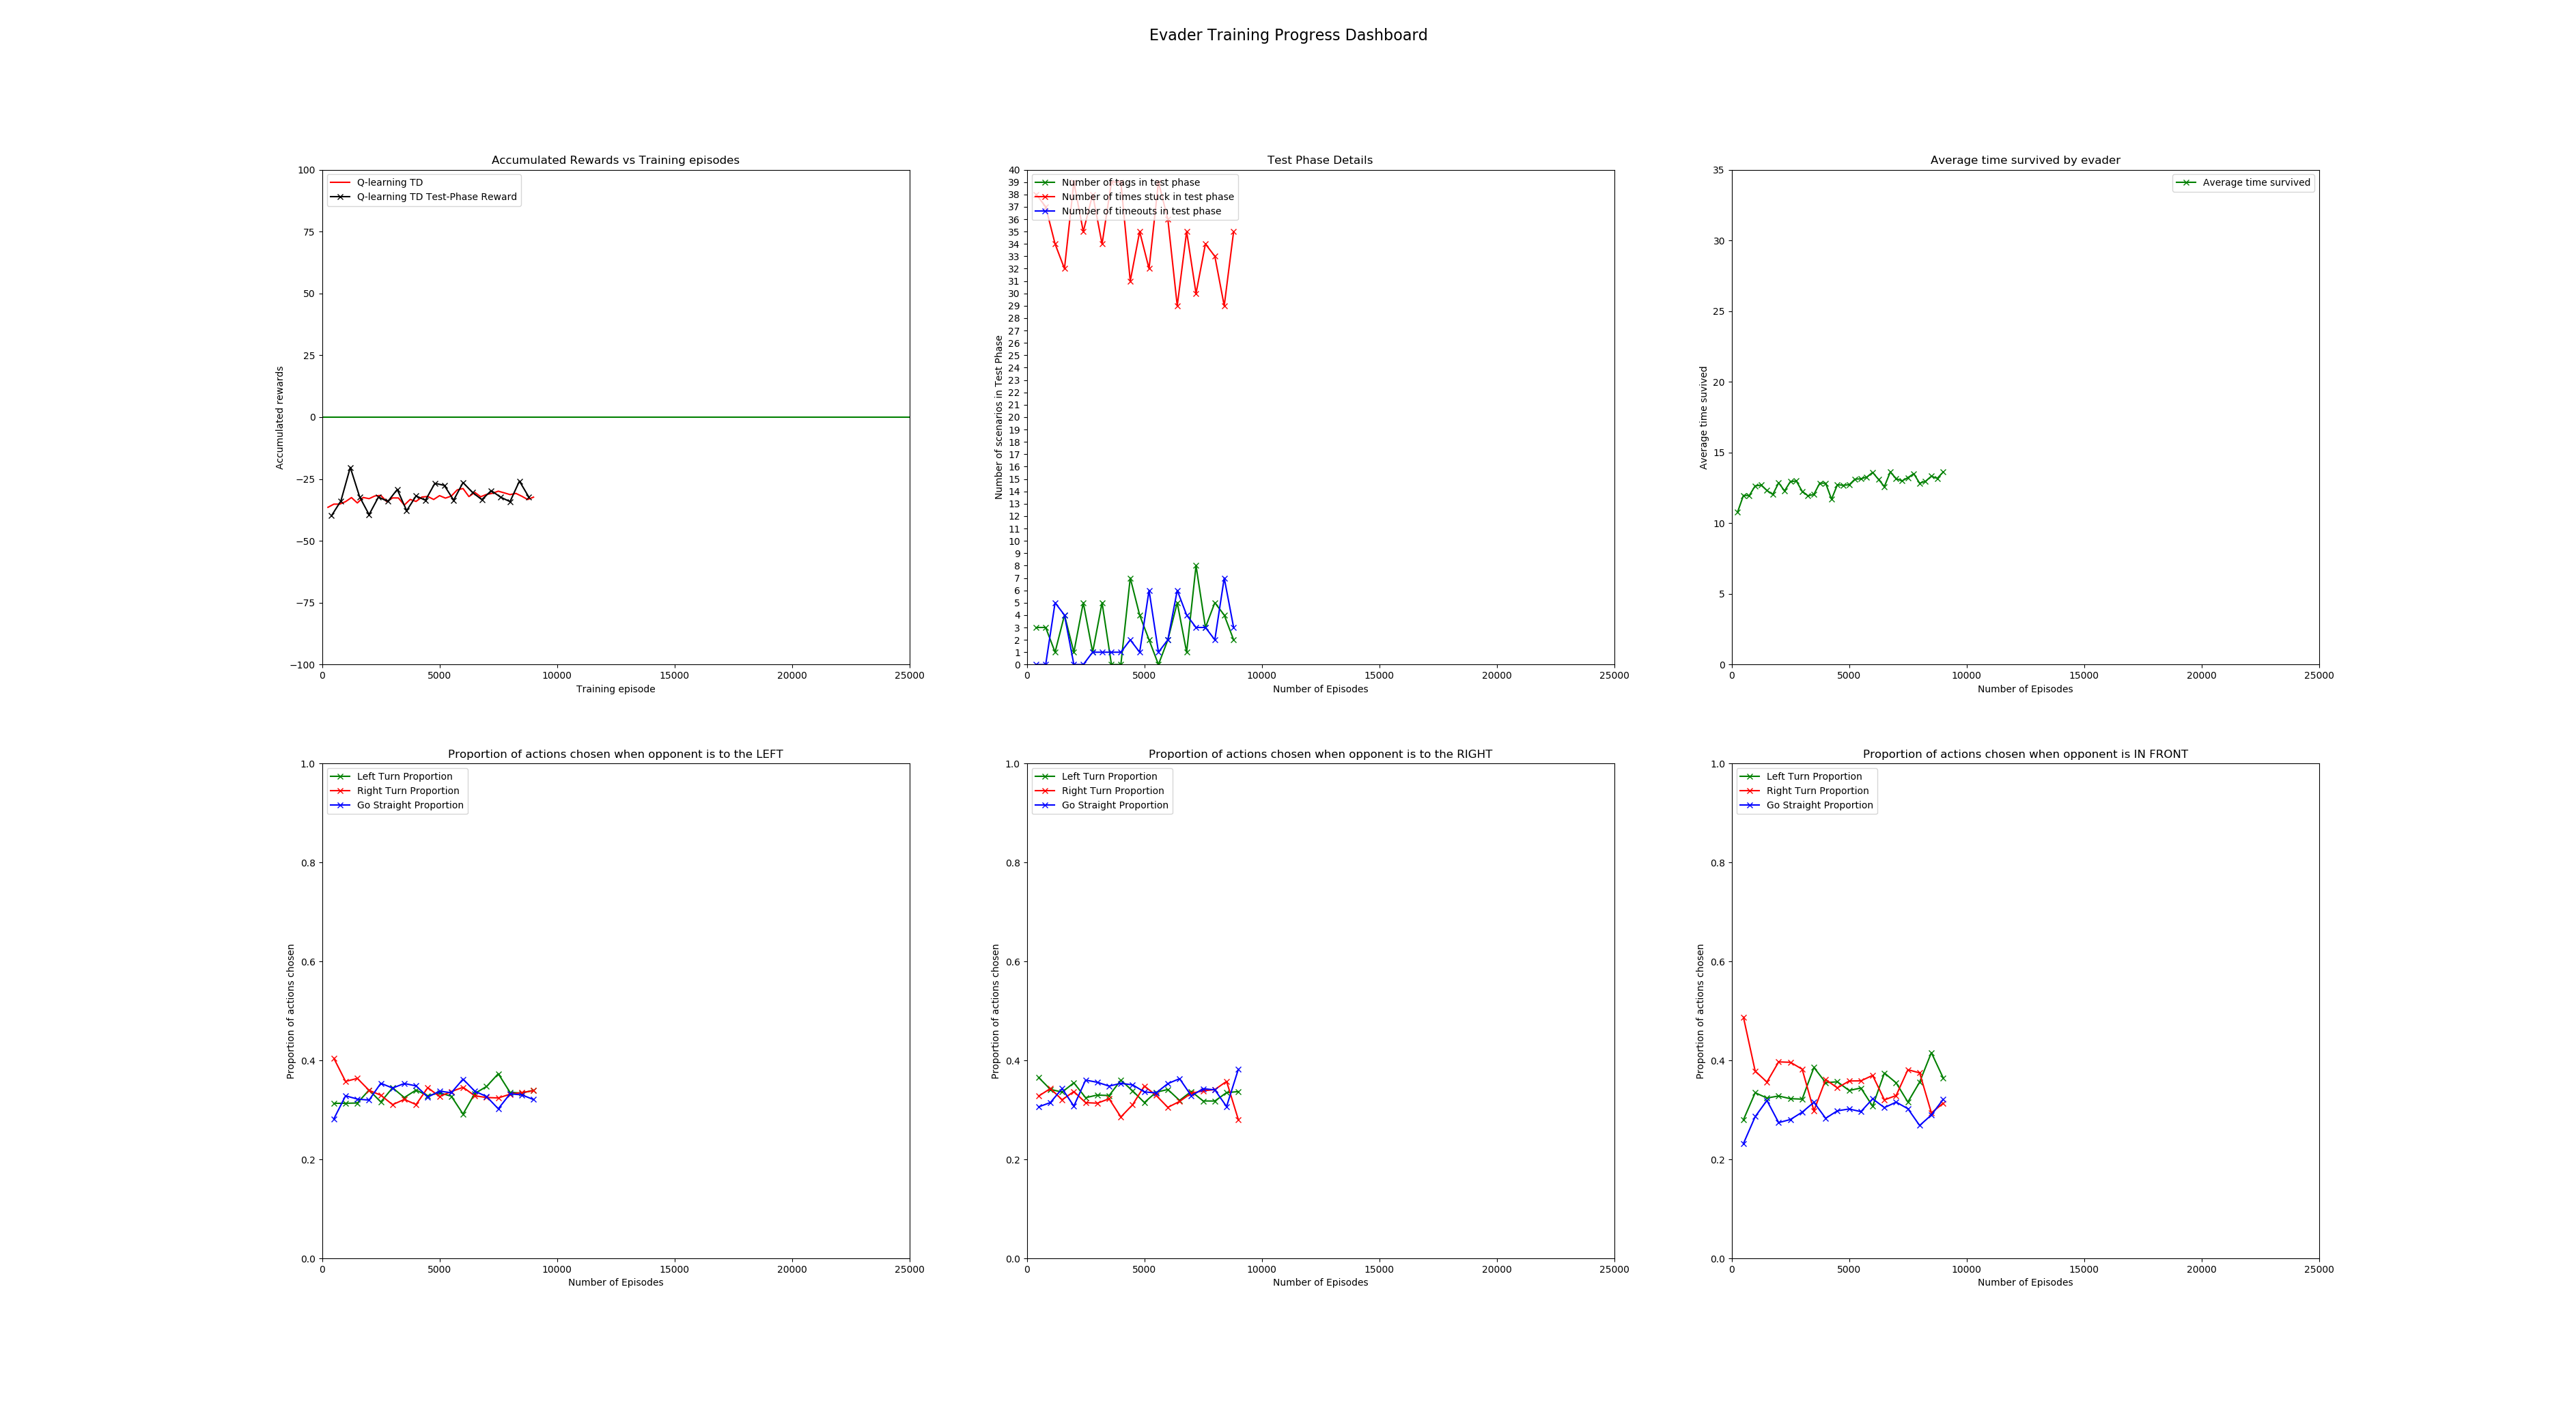 Evader Training Progress Dashboard
Accumulated Rewards vs Training episodes
Q-learning TD
Q-learning TD Test-Phase Reward
100
75
50
25
0
−25
−50
−75
−100
Accumulated rewards
0 5000 10000 15000 20000 25000
Training episode
Test Phase Details
Number of tags in test phase
Number of times stuck in test phase
Number of timeouts in test phase
40
39
38
37
36
35
34
33
32
31
30
29
28
27
26
25
24
23
22
21
20
19
18
17
16
15
14
13
12
11
10
9
8
7
6
5
4
3
2
1
0
Number of scenarios in Test Phase
0 5000 10000 15000 20000 25000
Number of Episodes
Average time survived by evader
Average time survived
35
30
25
20
15
10
5
0
Average time survived
0 5000 10000 15000 20000 25000
Number of Episodes
Proportion of actions chosen when opponent is to the LEFT
Left Turn Proportion
Right Turn Proportion
Go Straight Proportion
1.0
0.8
0.6
0.4
0.2
0.0
Proportion of actions chosen
0 5000 10000 15000 20000 25000
Number of Episodes
Proportion of actions chosen when opponent is to the RIGHT
Left Turn Proportion
Right Turn Proportion
Go Straight Proportion
1.0
0.8
0.6
0.4
0.2
0.0
Proportion of actions chosen
0 5000 10000 15000 20000 25000
Number of Episodes
Proportion of actions chosen when opponent is IN FRONT
Left Turn Proportion
Right Turn Proportion
Go Straight Proportion
1.0
0.8
0.6
0.4
0.2
0.0
Proportion of actions chosen
0 5000 10000 15000 20000 25000
Number of Episodes